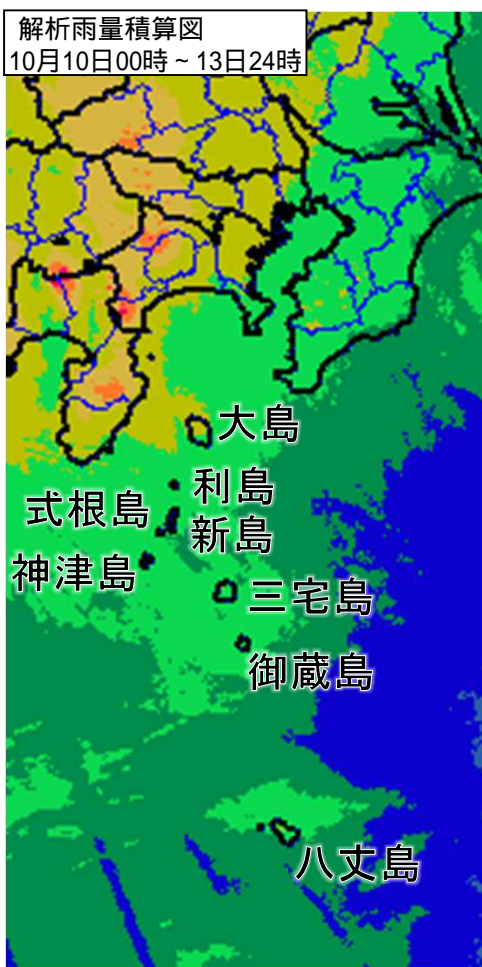 解析雨量積算図
10月10日00時~13日24時
大島
利島
式根島
新島
神津島
三宅島
御蔵島
八丈島